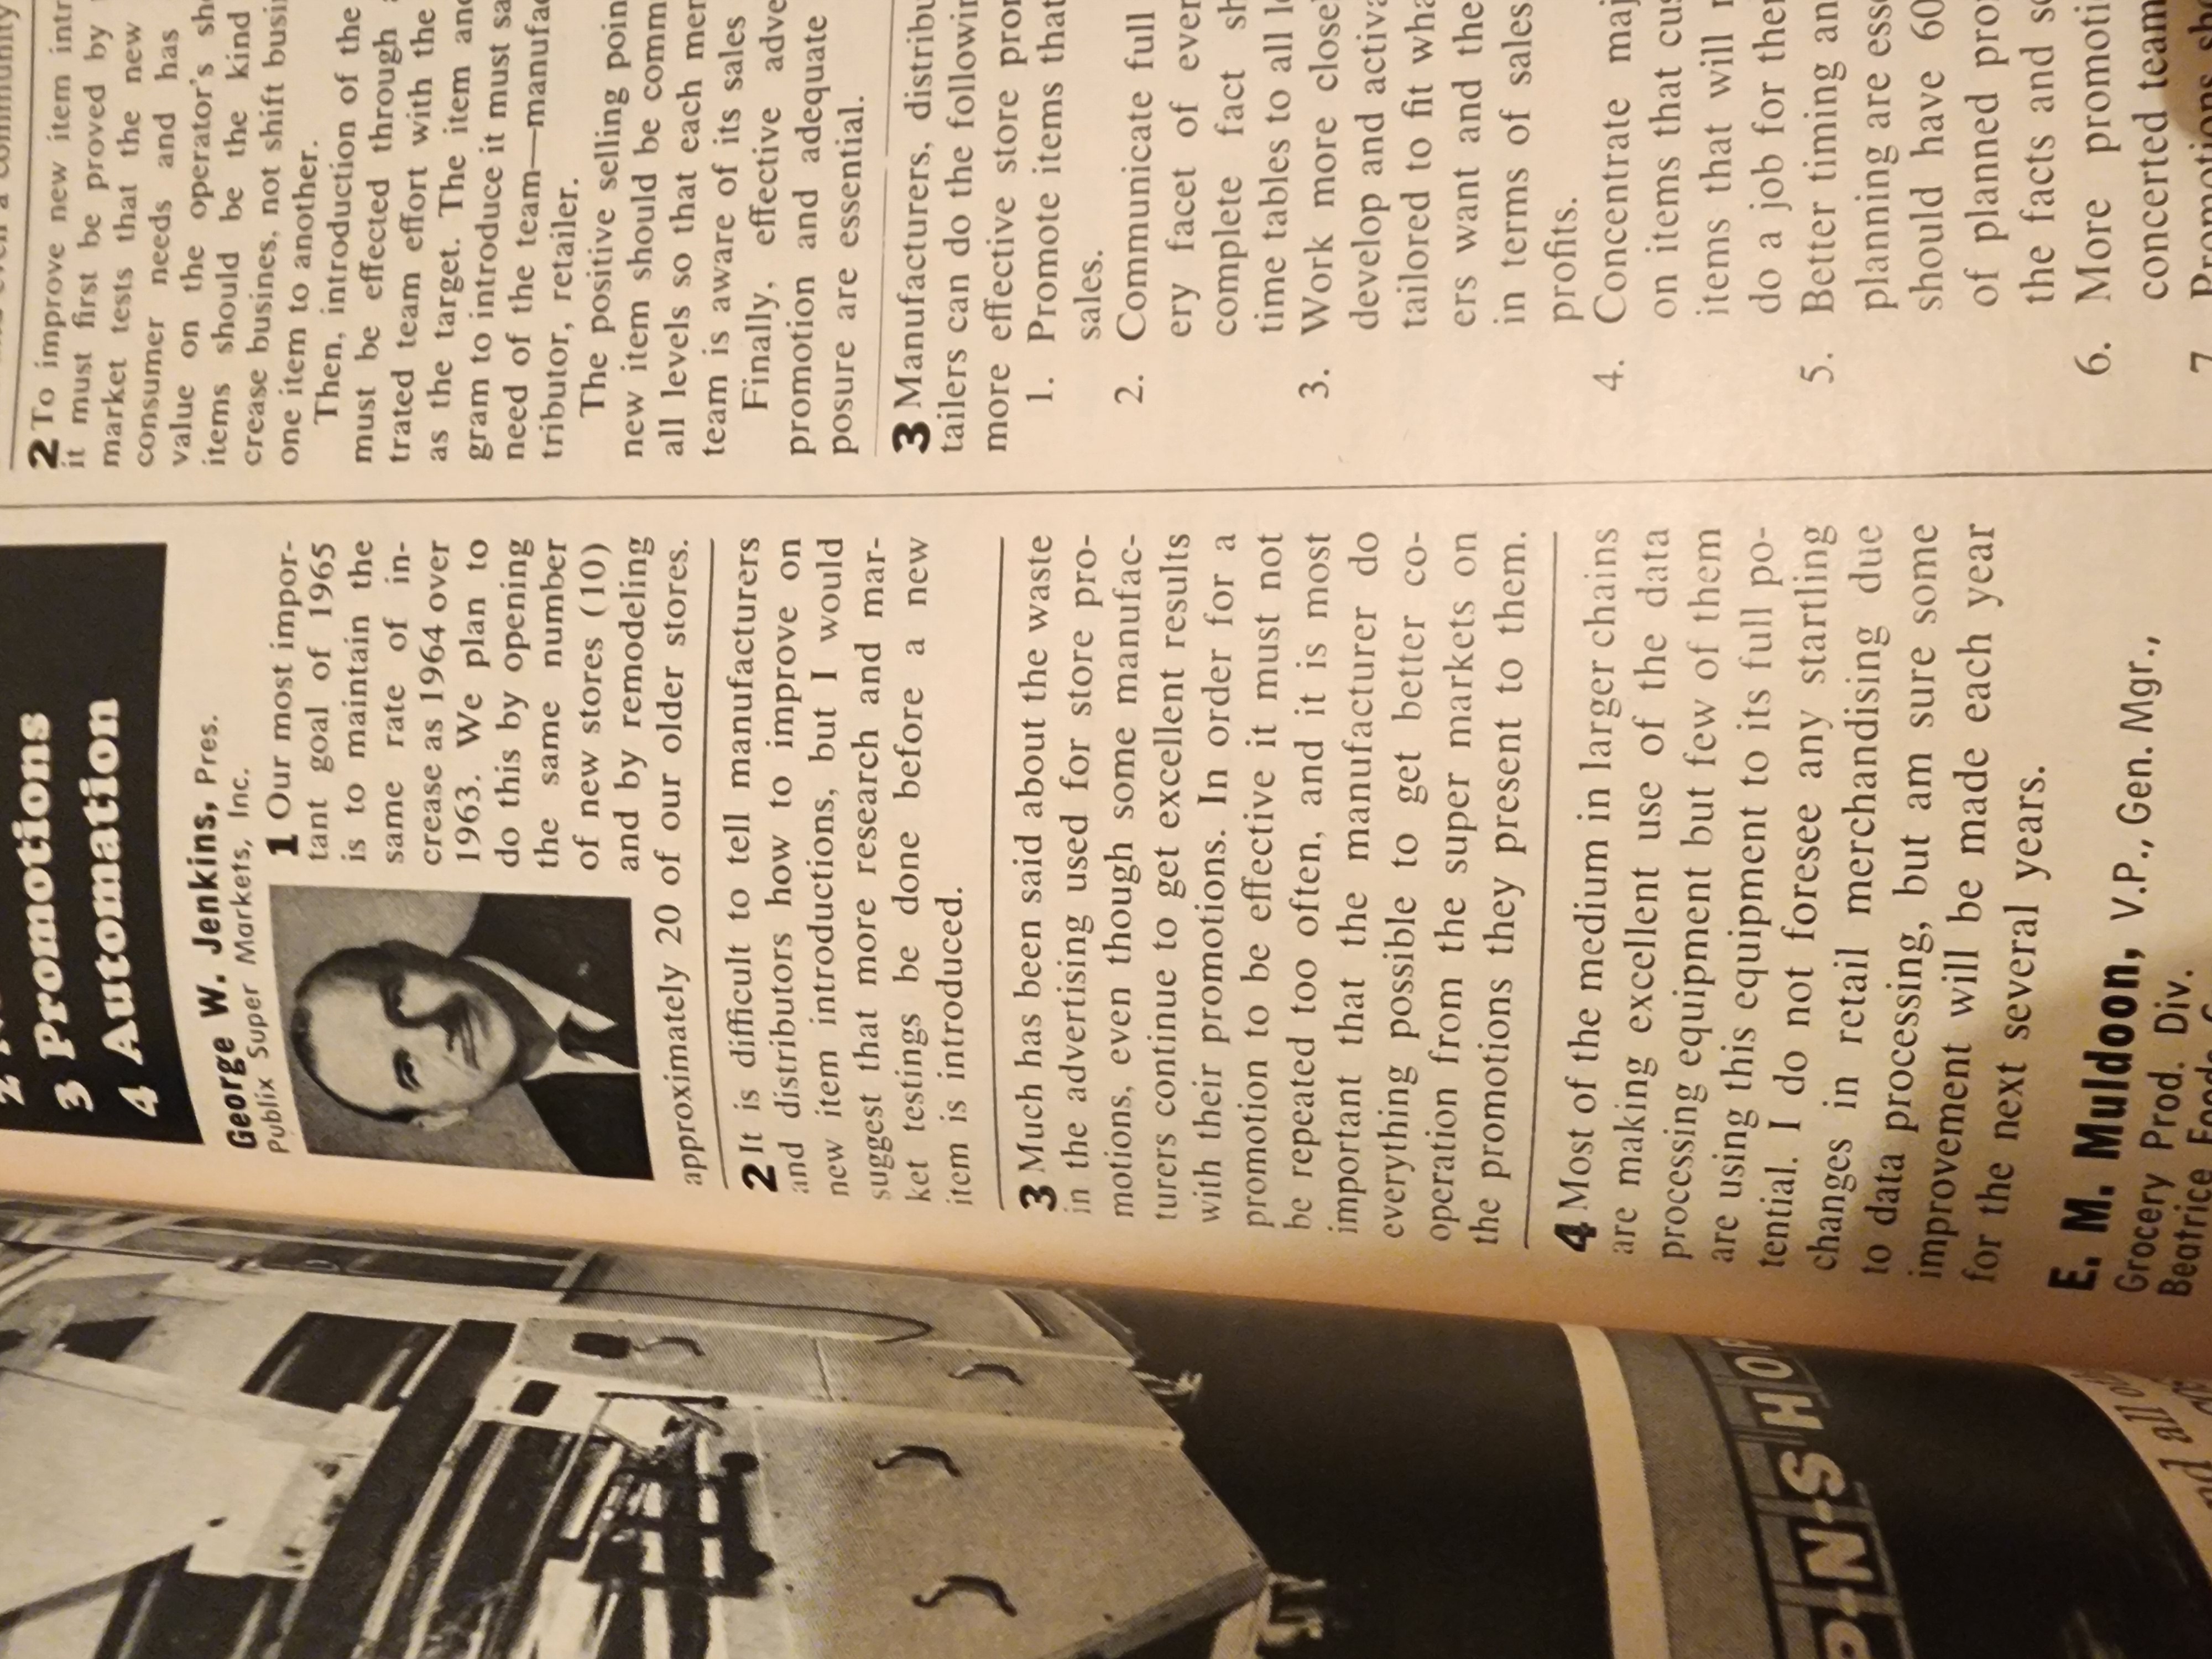 3 Promotions
4 Automation
George W. Jenkins, Pres.
Publix Super Markets, Inc.
1 Our most impor-
tant goal of 1965
is to maintain the
same rate of in-
crease as 1964 over
1963. We plan to
do this by opening
the same number
of new stores (10)
and by remodeling
approximately 20 of our older stores.
2 It is difficult to tell manufacturers
and distributors how to improve on
new item introductions, but I would
suggest that more research and mar-
ket testings be done before a new
item is introduced.
3 Much has been said about the waste
in the advertising used for store pro-
motions, even though some manufac-
turers continue to get excellent results
with their promotions. In order for a
promotion to be effective it must not
be repeated too often, and it is most
important that the manufacturer do
everything possible to get better co-
operation from the super markets on
the promotions they present to them.
4 Most of the medium in larger chains
are making excellent use of the data
processing equipment but few of them
are using this equipment to its full po-
tential. I do not foresee any startling
changes in retail merchandising due
to data processing, but am sure some
improvement will be made each year
for the next several years.
E. M. Muldoon, V.P., Gen. Mgr.,
Grocery Prod. Div.
Beatrice Foods
2 To improve new item intr
it must first be proved by
market tests that the new
consumer needs and has
value on the operator's sh
items should be the kind
crease busines, not shift busi
one item to another.
Then, introduction of the
must be effected through
trated team effort with the
as the target. The item and
gram to introduce it must sa
need of the team—manufac
tributor, retailer.
The positive selling poin
new item should be comm
all levels so that each mem
team is aware of its sales
Finally, effective adve
promotion and adequate
posure are essential.
3 Manufacturers, distribu
tailers can do the followin
more effective store prom
1. Promote items that
sales.
2. Communicate full
ery facet of ever
complete fact sh
time tables to all le
3. Work more closel
develop and activa
tailored to fit wha
ers want and the
in terms of sales
profits.
4. Concentrate maj
on items that cus
items that will
do a job for them
5. Better timing an
planning are esse
should have 60
of planned pro
the facts and s
6. More promoti
concerted team
7. Promotions sh
P-N-S HO
all